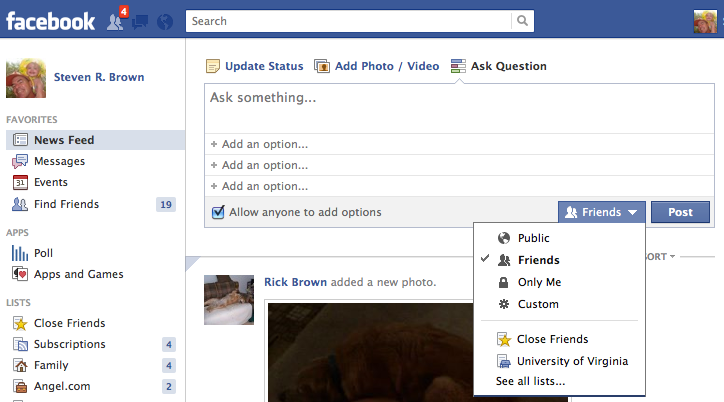 facebook
4
Search
Steven R. Brown
FAVORITES
News Feed
Messages
31
Events
Find Friends 19
APPS
Poll
Apps and Games
LISTS
Close Friends
Subscriptions 4
Family 4
Angel.com 2
Update Status Add Photo / Video Ask Question
Ask something...
+ Add an option...
+ Add an option...
+ Add an option...
Allow anyone to add options
Friends
Post
Public
Friends
Only Me
Custom
Close Friends
University of Virginia
See all lists...
SORT
Rick Brown added a new photo.